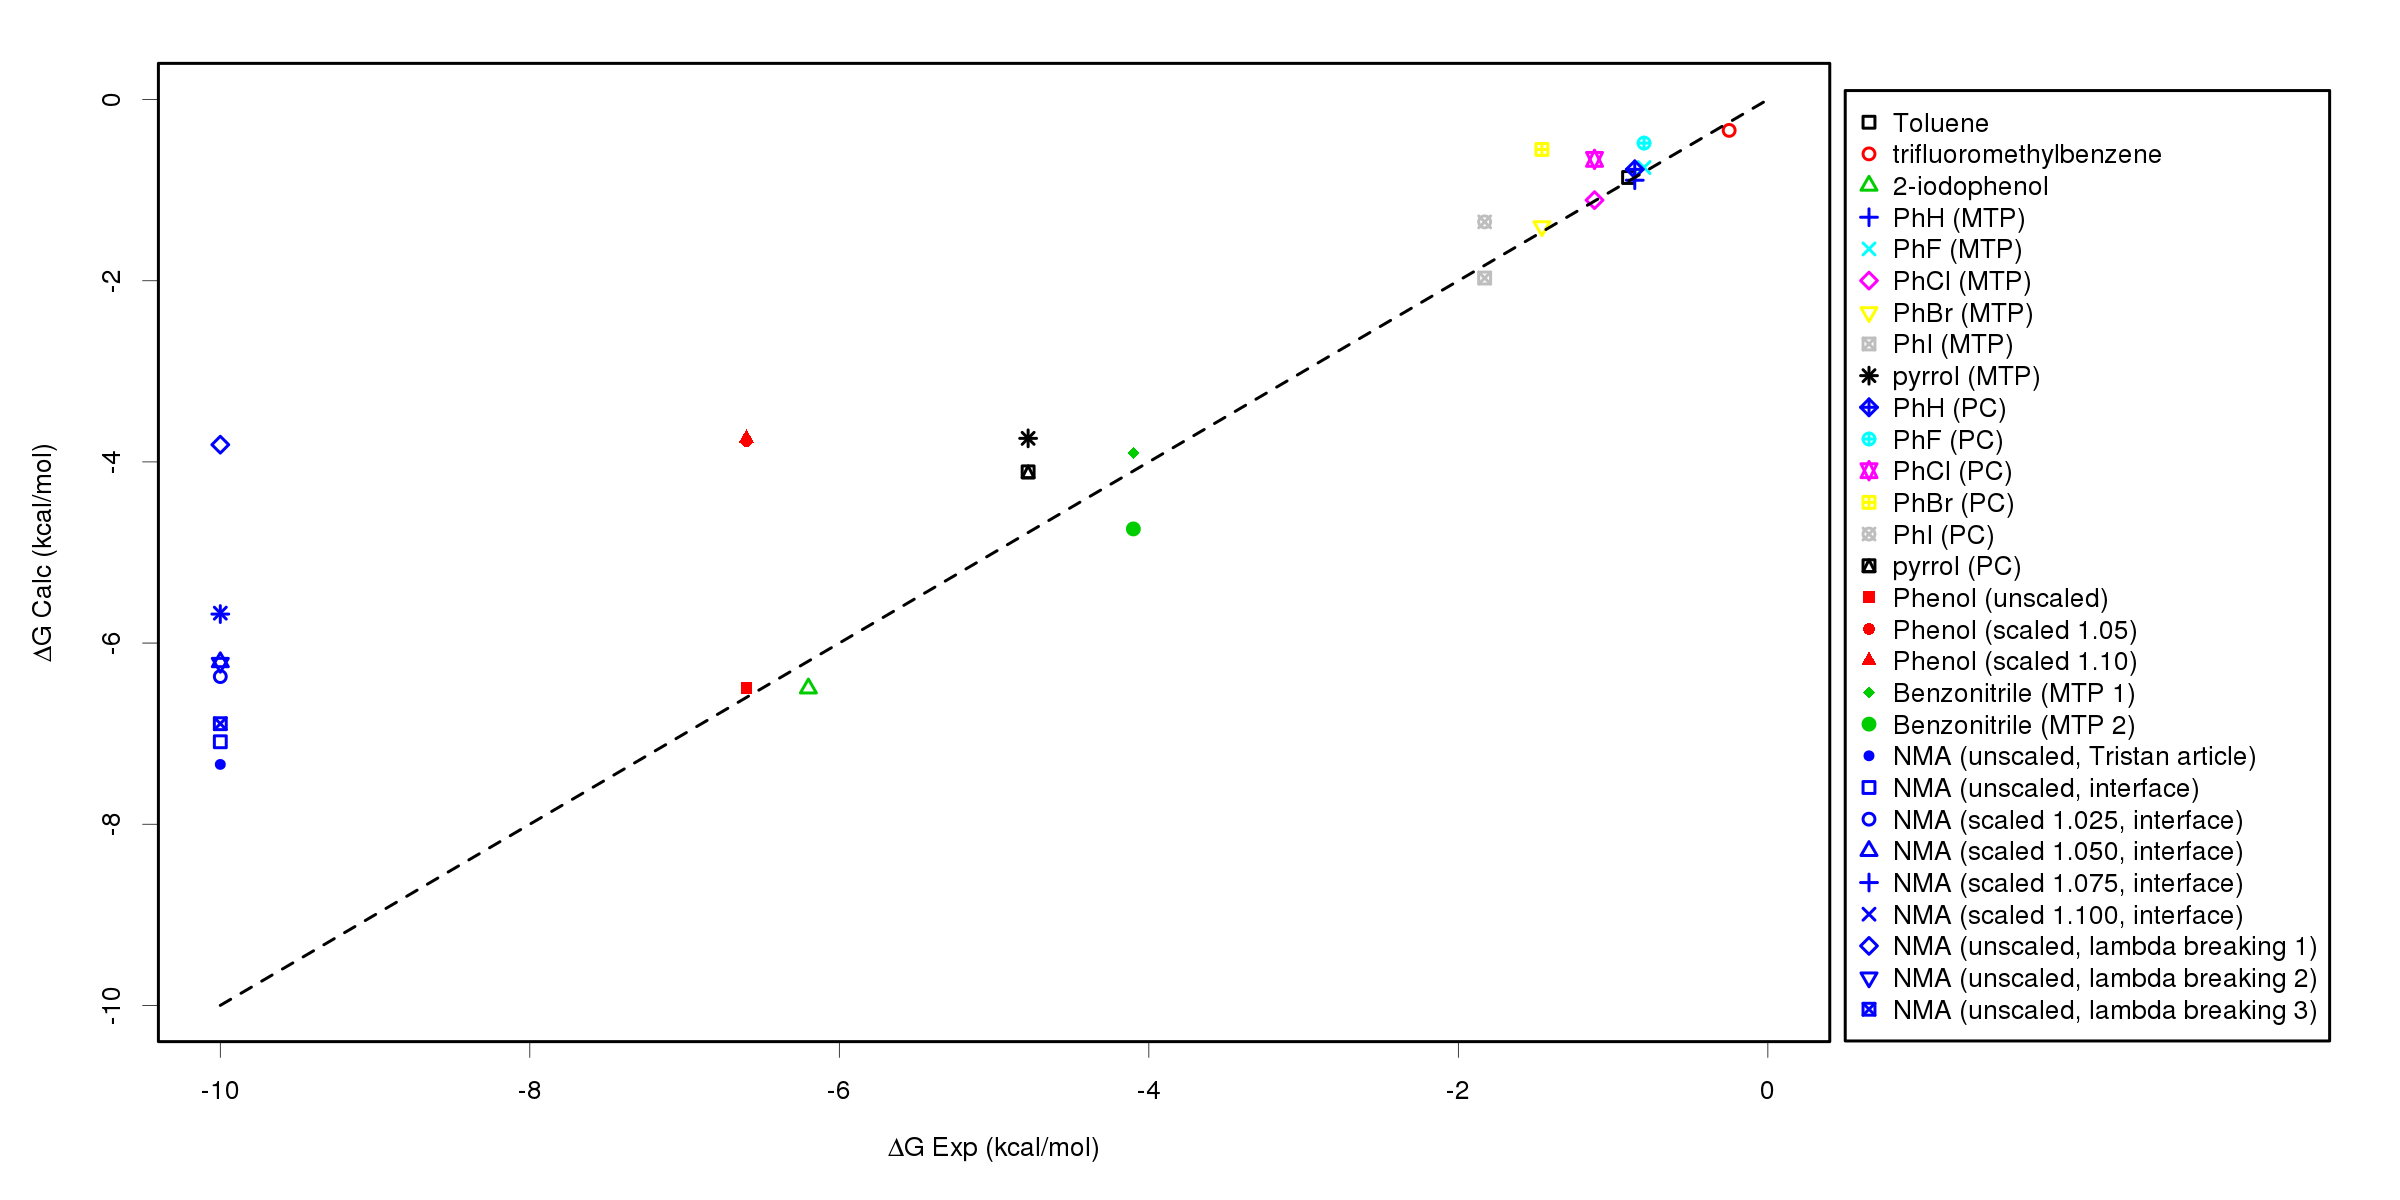 0
-2
-4
-6
-8
-10
ΔG Calc (kcal/mol)
-10
-8
-6
-4
-2
0
ΔG Exp (kcal/mol)
Toluene
trifluoromethylbenzene
2-iodophenol
PhH (MTP)
PhF (MTP)
PhCl (MTP)
PhBr (MTP)
PhI (MTP)
pyrrol (MTP)
PhH (PC)
PhF (PC)
PhCl (PC)
PhBr (PC)
PhI (PC)
pyrrol (PC)
Phenol (unscaled)
Phenol (scaled 1.05)
Phenol (scaled 1.10)
Benzonitrile (MTP 1)
Benzonitrile (MTP 2)
NMA (unscaled, Tristan article)
NMA (unscaled, interface)
NMA (scaled 1.025, interface)
NMA (scaled 1.050, interface)
NMA (scaled 1.075, interface)
NMA (scaled 1.100, interface)
NMA (unscaled, lambda breaking 1)
NMA (unscaled, lambda breaking 2)
NMA (unscaled, lambda breaking 3)